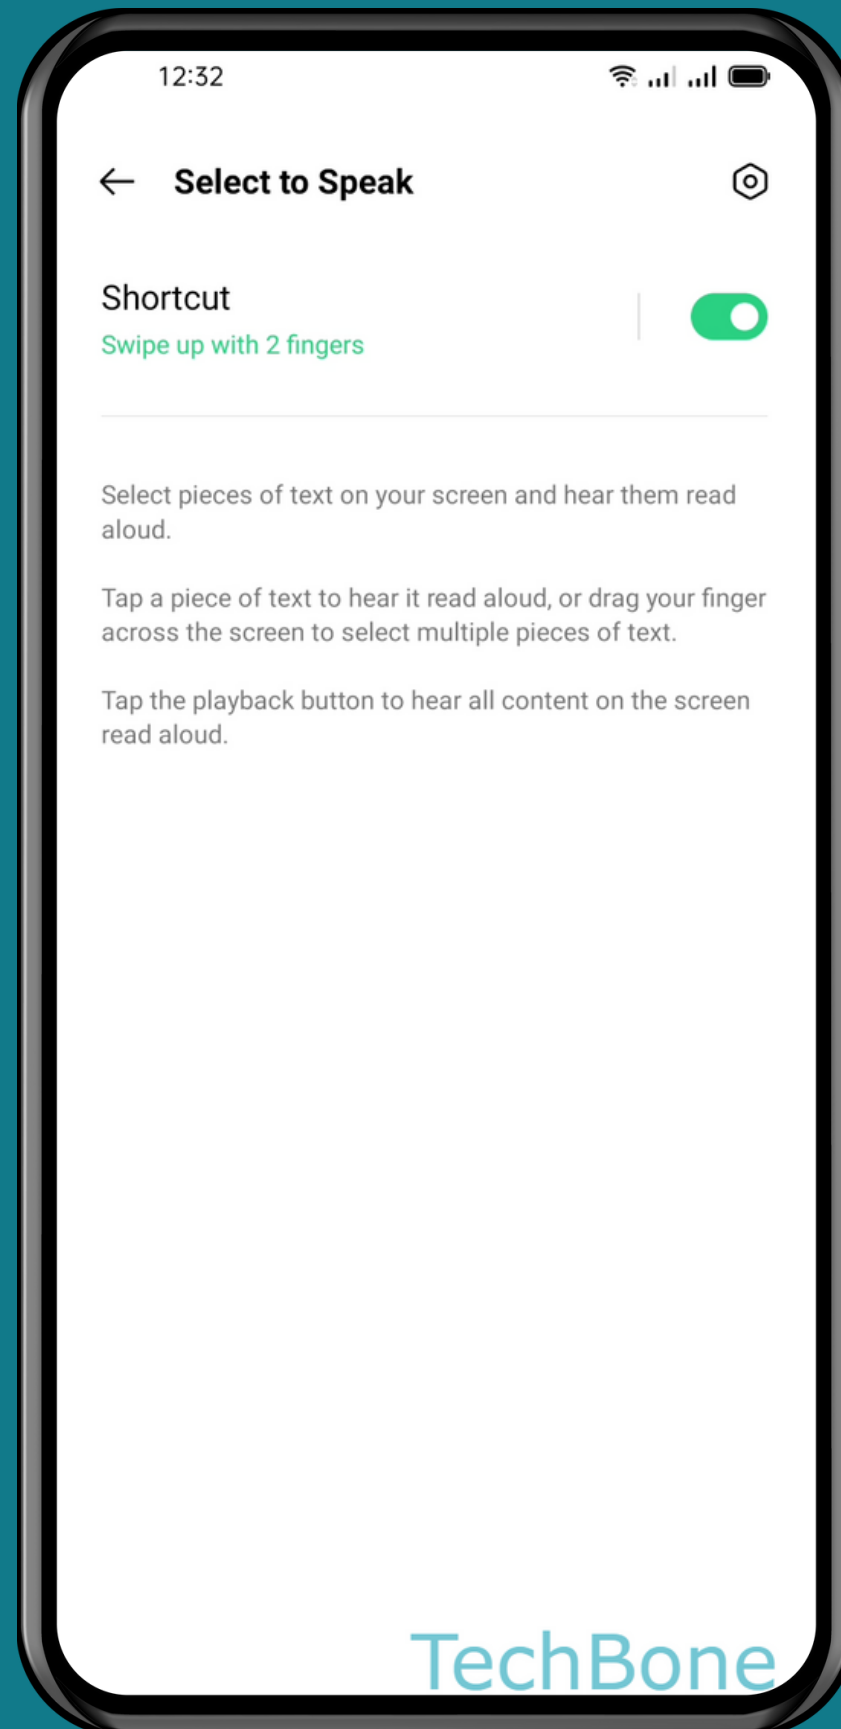 12:32
Select to Speak
Shortcut
Swipe up with 2 fingers
Select pieces of text on your screen and hear them read
aloud.
Tap a piece of text to hear it read aloud, or drag your finger
across the screen to select multiple pieces of text.
Tap the playback button to hear all content on the screen
read aloud.
TechBone